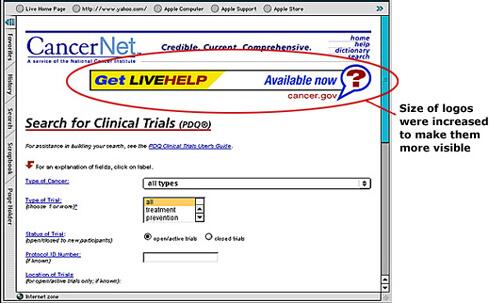 Live Home Page http://www.yahoo.com/ Apple Computer Apple Support Apple Store
Favorites
History
Search
Scrapbook
Page Holder
CancerNet™
A service of the National Cancer Institute
Credible. Current. Comprehensive.
home
help
dictionary
search
Get LIVEHELP Available now ?
cancer.gov
Size of logos
were increased
to make them
more visible
Search for Clinical Trials (PDQ®)
For assistance in building your search, see the PDQ Clinical Trials User's Guide.
For an explanation of fields, click on label.
Type of Cancer:
all types
Type of Trial:
(choose 1 or more)*
all
treatment
prevention
Status of Trial:
(open/closed to new participants)
open/active trials closed trials
Protocol ID Number:
(if known)
Location of Trials
(for open/active trials only; if known):
Internet zone